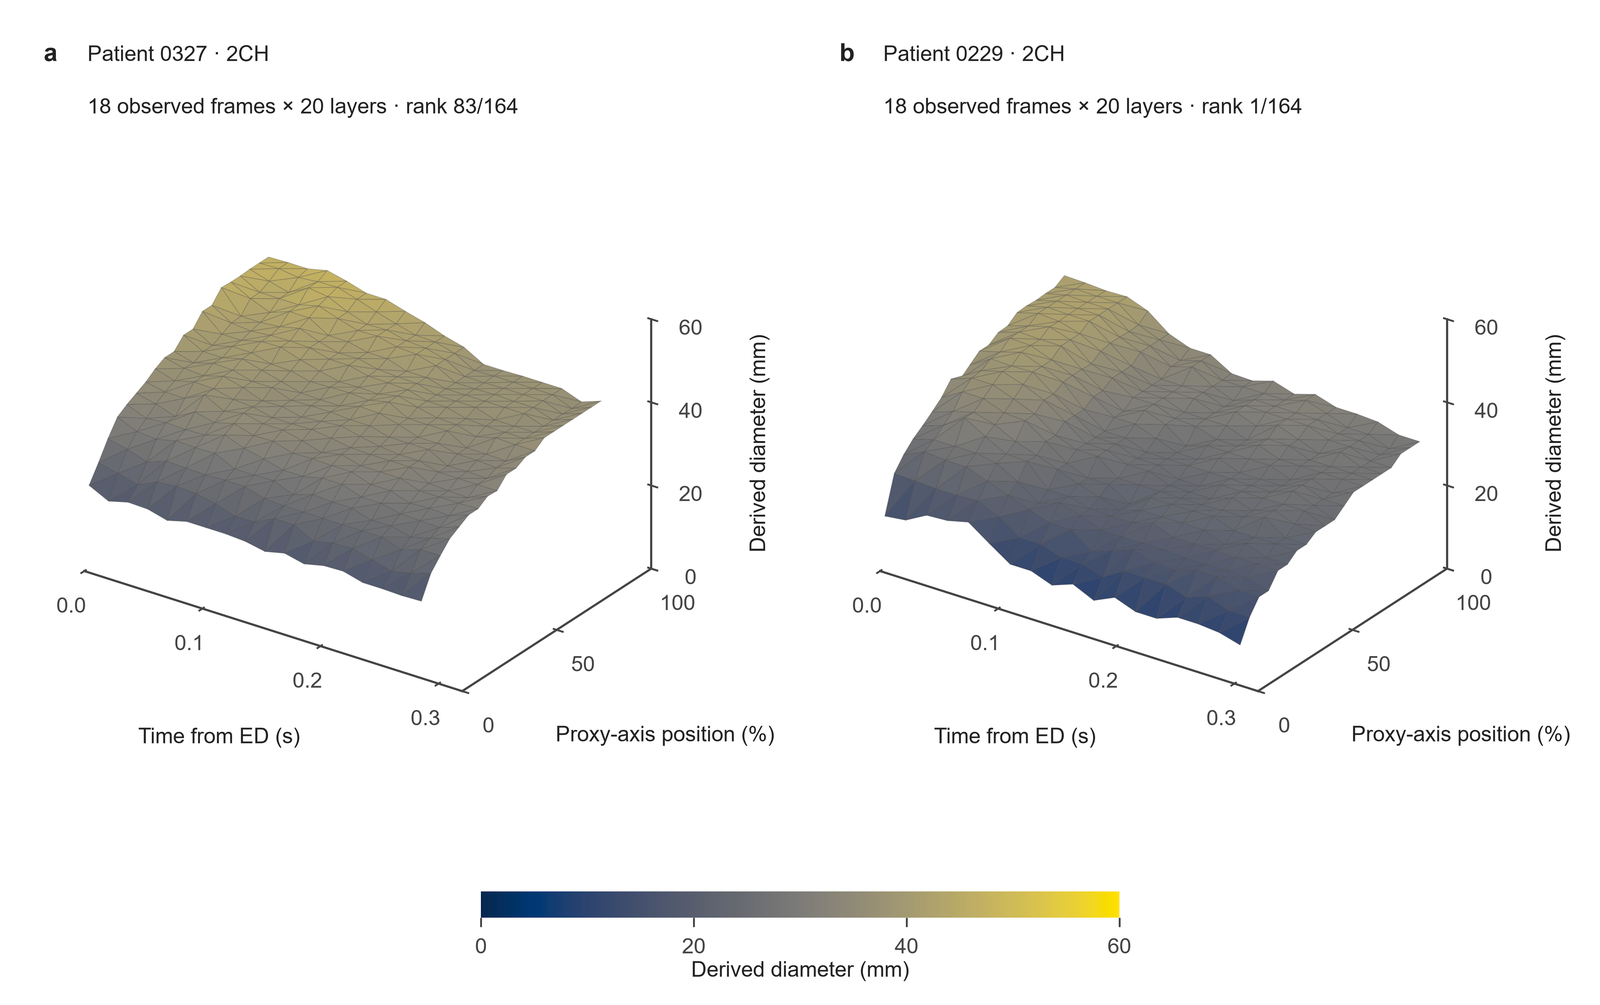 a Patient 0327 · 2CH
18 observed frames × 20 layers · rank 83/164
60
40
20
0
Derived diameter (mm)
0.0
0.1
0.2
0.3
Time from ED (s)
0
50
100
Proxy-axis position (%)
b Patient 0229 · 2CH
18 observed frames × 20 layers · rank 1/164
60
40
20
0
Derived diameter (mm)
0.0
0.1
0.2
0.3
Time from ED (s)
0
50
100
Proxy-axis position (%)
0 20 40 60
Derived diameter (mm)